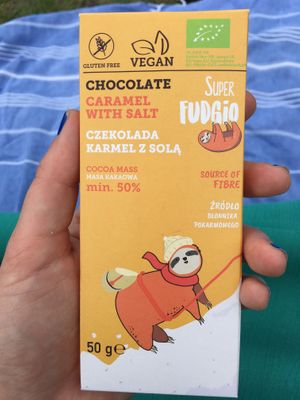 GLUTEN FREE
VEGAN
CHOCOLATE
CARAMEL
WITH SALT
CZEKOLADA
KARMEL Z SOLĄ
COCOA MASS
MASA KAKAOWA
min. 50%
SUPER
FUDGiO
SOURCE OF
FIBRE
ŹRÓDŁO
BŁONNIKA
POKARMOWEGO
50 g e